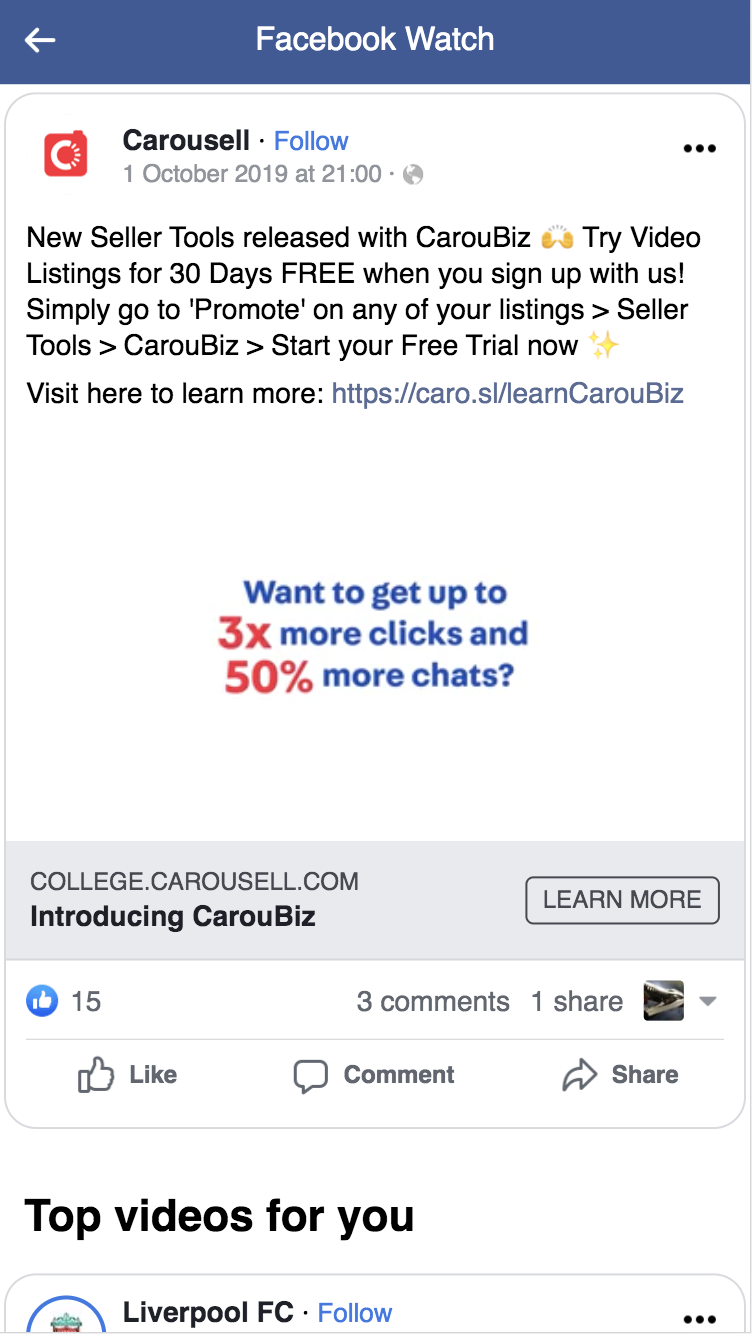 Facebook Watch
Carousell · Follow
1 October 2019 at 21:00 ·
New Seller Tools released with CarouBiz 🙌 Try Video
Listings for 30 Days FREE when you sign up with us!
Simply go to 'Promote' on any of your listings > Seller
Tools > CarouBiz > Start your Free Trial now ✨
Visit here to learn more: https://caro.sl/learnCarouBiz
Want to get up to
3x more clicks and
50% more chats?
COLLEGE.CAROUSELL.COM
Introducing CarouBiz
LEARN MORE
15
3 comments 1 share
Like
Comment
Share
Top videos for you
Liverpool FC · Follow